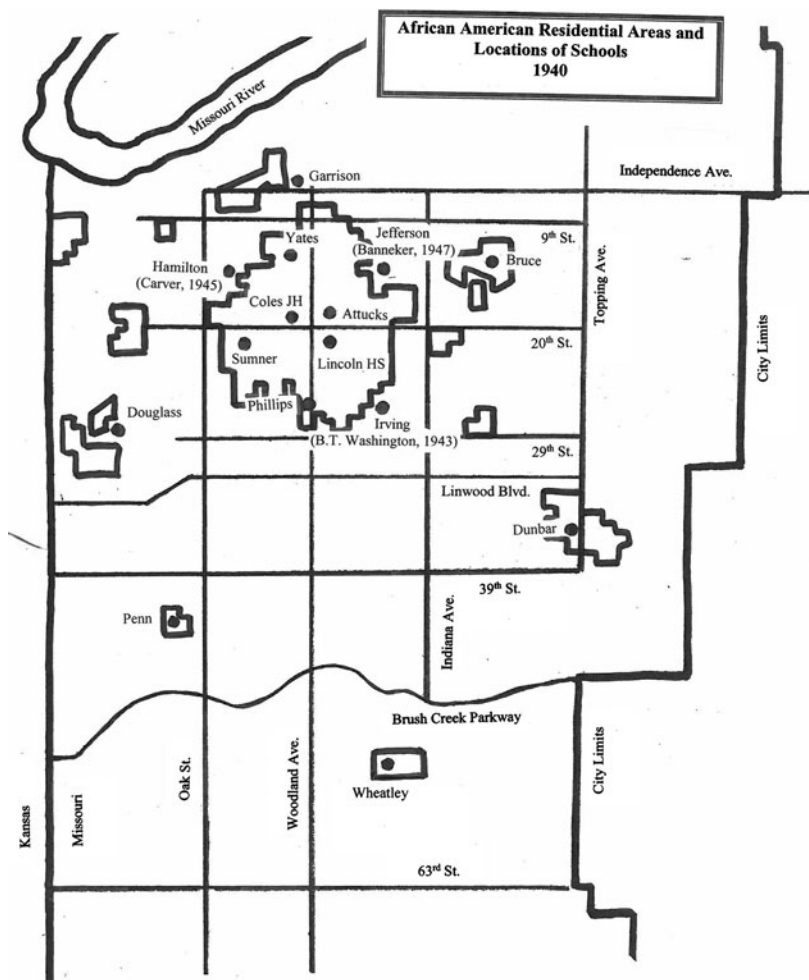 African American Residential Areas and
Locations of Schools
1940
Missouri River
Independence Ave.
Garrison
9th St.
Yates
Jefferson
(Banneker, 1947)
Bruce
Hamilton
(Carver, 1945)
Topping Ave.
City Limits
Coles JH
Attucks
20th St.
Sumner
Lincoln HS
Phillips
Douglass
Irving
(B.T. Washington, 1943)
29th St.
Linwood Blvd.
Dunbar
39th St.
Penn
Indiana Ave.
Brush Creek Parkway
Kansas
Missouri
Oak St.
Woodland Ave.
City Limits
Wheatley
63rd St.